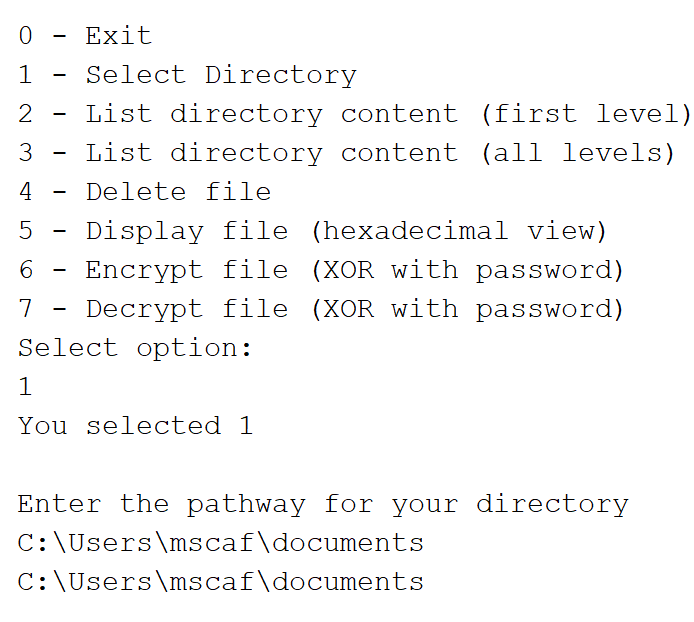 0 - Exit
1 - Select Directory
2 - List directory content (first level)
3 - List directory content (all levels)
4 - Delete file
5 - Display file (hexadecimal view)
6 - Encrypt file (XOR with password)
7 - Decrypt file (XOR with password)
Select option:
1
You selected 1
Enter the pathway for your directory
C:\Users\mscaf\documents
C:\Users\mscaf\documents